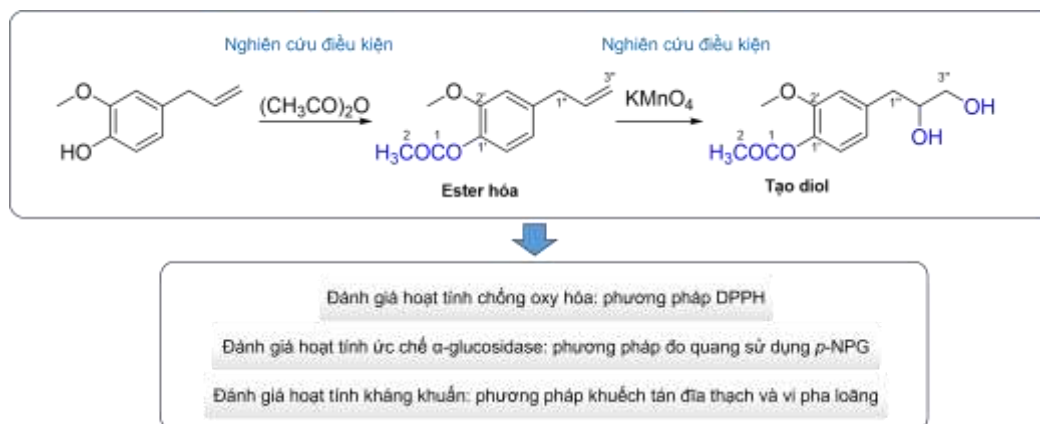 Nghiên cứu điều kiện
Nghiên cứu điều kiện
O
HO
(CH₃CO)₂O
O
2'
1'
1"
3"
2
1
H₃COCO
Ester hóa
KMnO₄
O
2'
1'
1"
3"
OH
OH
2
1
H₃COCO
Tạo diol
Đánh giá hoạt tính chống oxy hóa: phương pháp DPPH
Đánh giá hoạt tính ức chế α-glucosidase: phương pháp đo quang sử dụng p-NPG
Đánh giá hoạt tính kháng khuẩn: phương pháp khuếch tán đĩa thạch và vi pha loãng